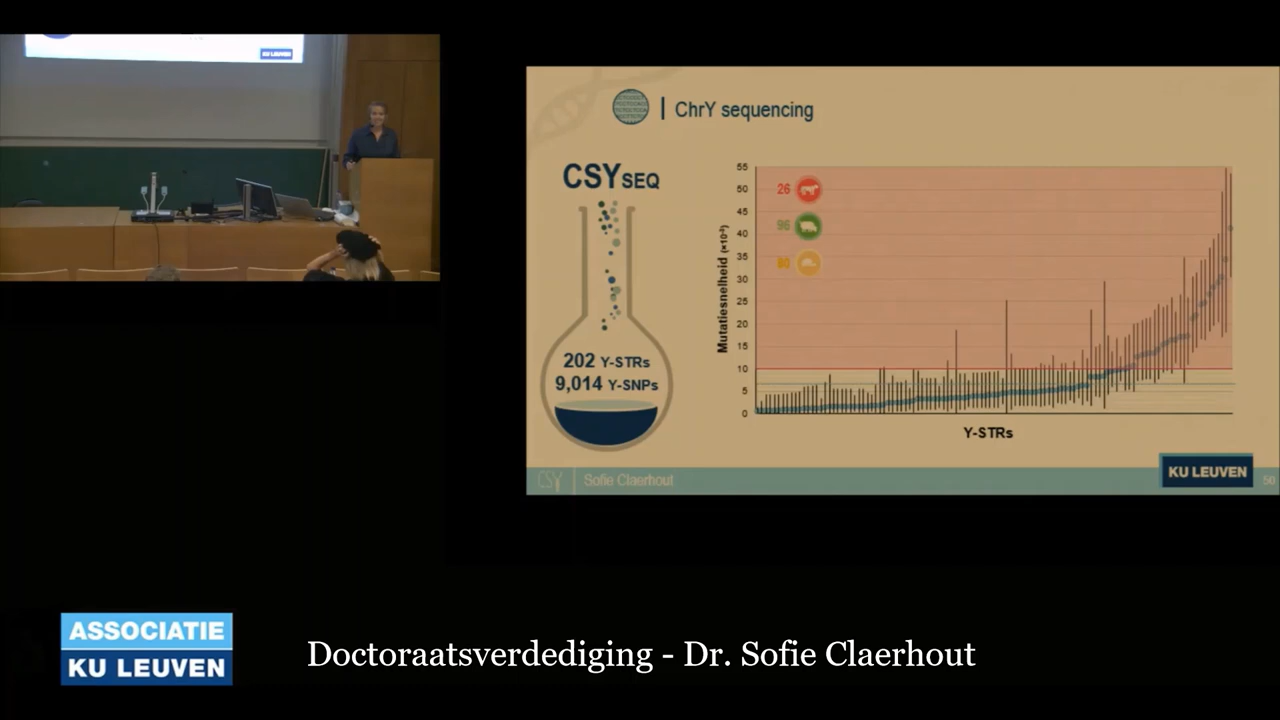 KU LEUVEN
ChrY sequencing
CSYSEQ
202 Y-STRs
9,014 Y-SNPs
26
96
80
Mutatiesnelheid (×10⁻³)
55
50
45
40
35
30
25
20
15
10
5
0
Y-STRs
CSY
Sofie Claerhout
KU LEUVEN
50
ASSOCIATIE
KU LEUVEN
Doctoraatsverdediging - Dr. Sofie Claerhout